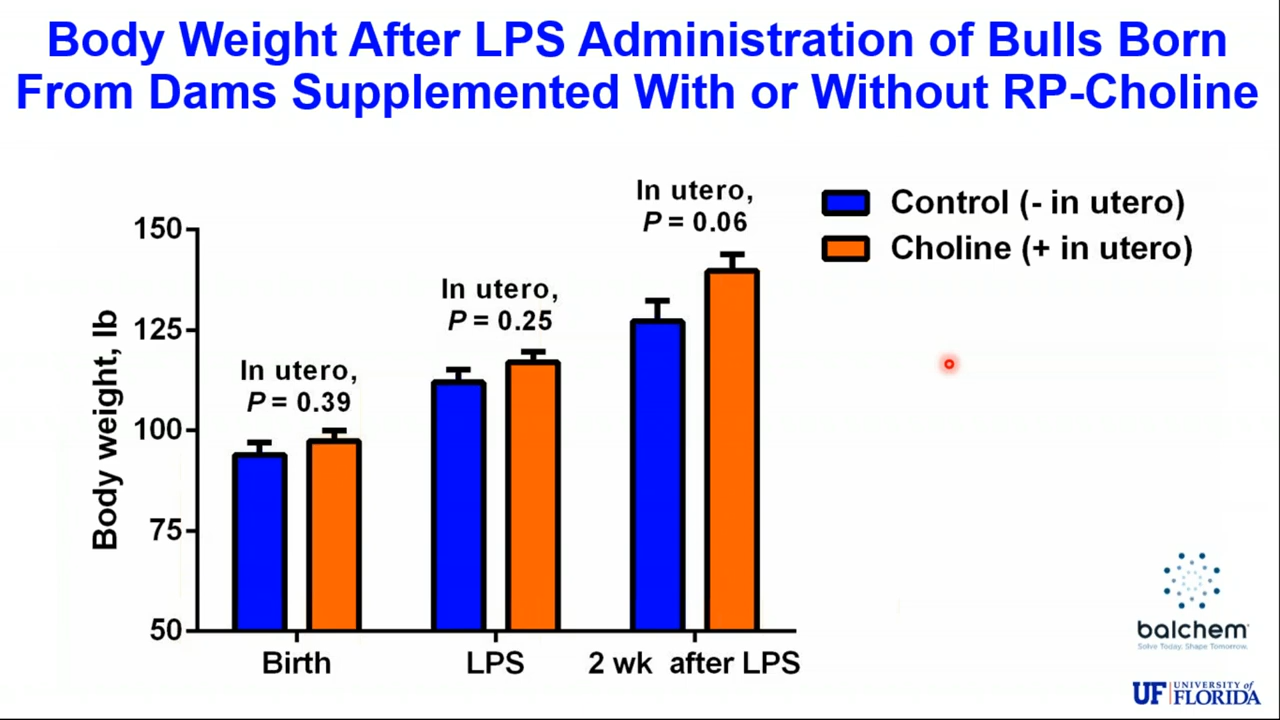 Body Weight After LPS Administration of Bulls Born
From Dams Supplemented With or Without RP-Choline
In utero,
P = 0.06
Control (- in utero)
Choline (+ in utero)
In utero,
P = 0.25
In utero,
P = 0.39
Body weight, lb
150
125
100
75
50
Birth
LPS
2 wk after LPS
balchem
Solve Today, Shape Tomorrow.
UF UNIVERSITY of
FLORIDA